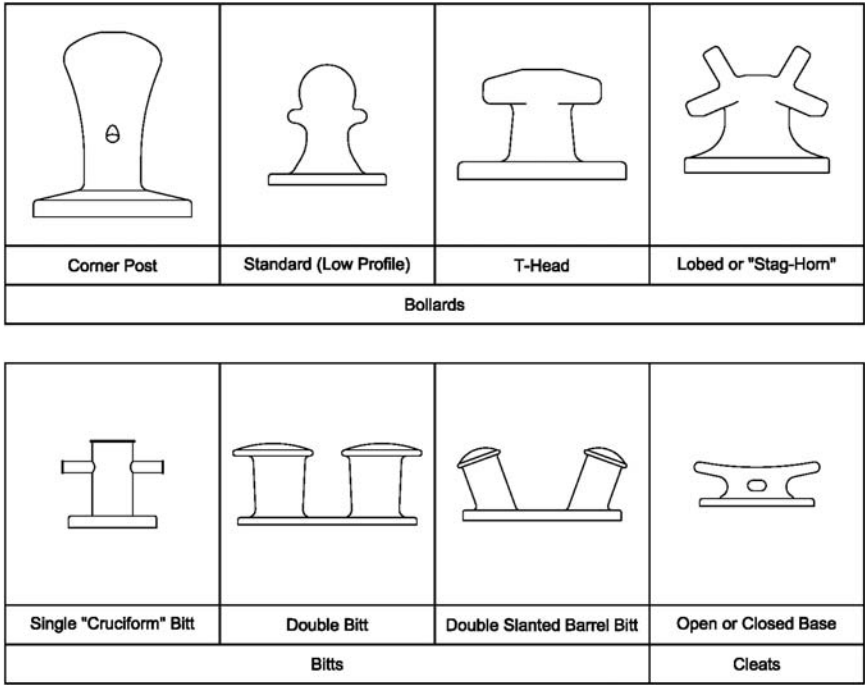 Corner Post
Standard (Low Profile)
T-Head
Lobed or "Stag-Horn"
Bollards
Single "Cruciform" Bitt
Double Bitt
Double Slanted Barrel Bitt
Open or Closed Base
Bitts
Cleats